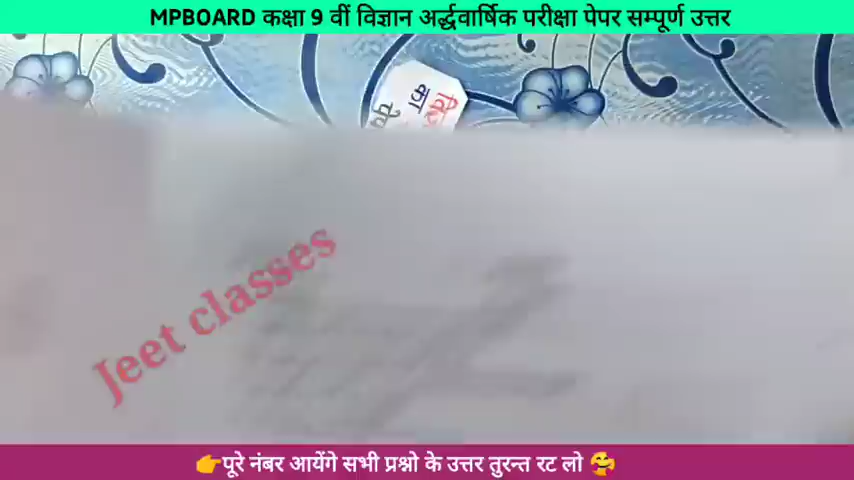 MPBOARD कक्षा 9 वीं विज्ञान अर्द्धवार्षिक परीक्षा पेपर सम्पूर्ण उत्तर
का
Jeet classes
👉पूरे नंबर आयेंगे सभी प्रश्नो के उत्तर तुरन्त रट लो 🥰